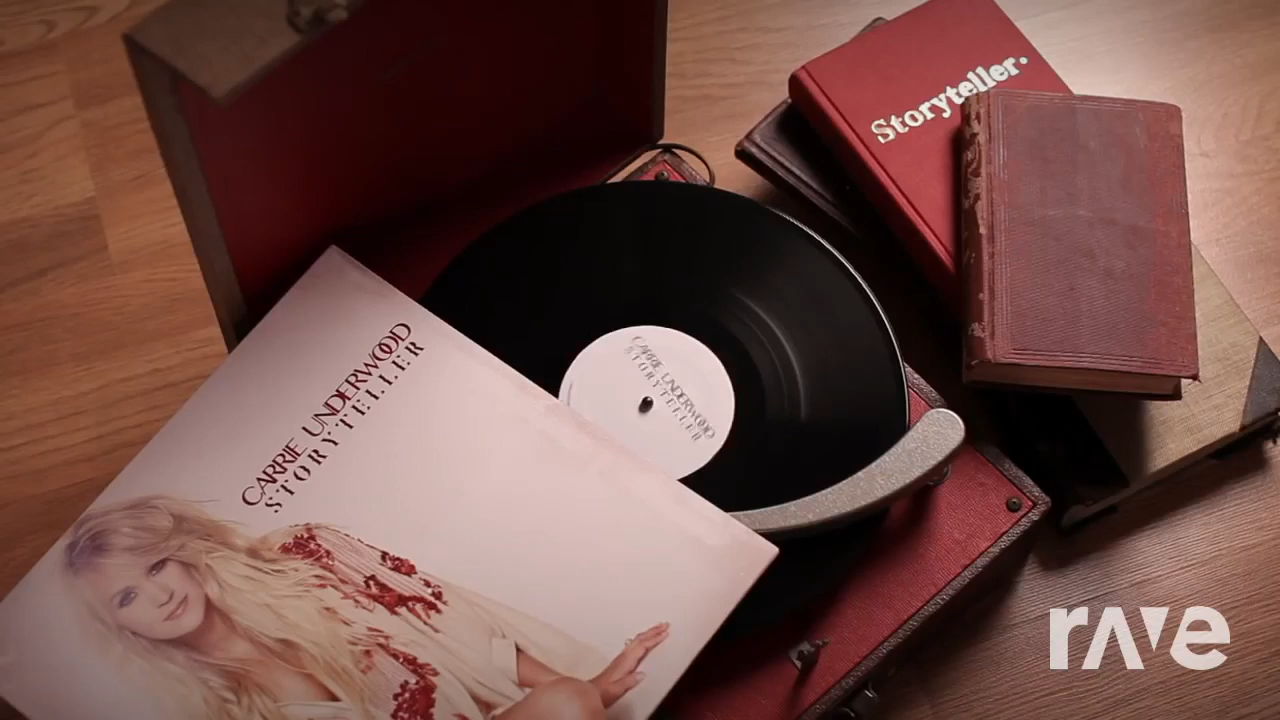 Storyteller.
CARRIE UNDERWOOD
STORYTELLER
CARRIE UNDERWOOD
STORYTELLER
rave